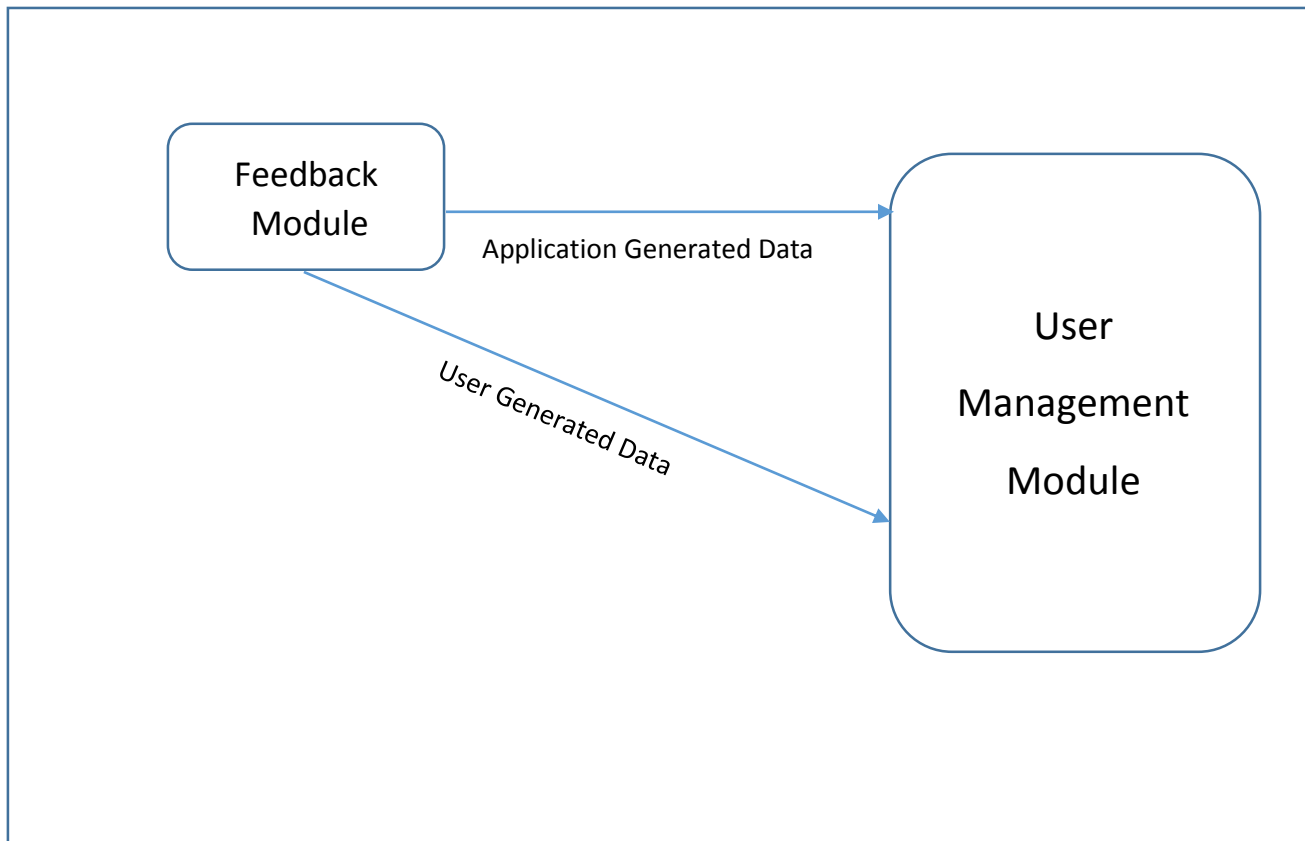 Feedback
Module
Application Generated Data
User Generated Data
User
Management
Module